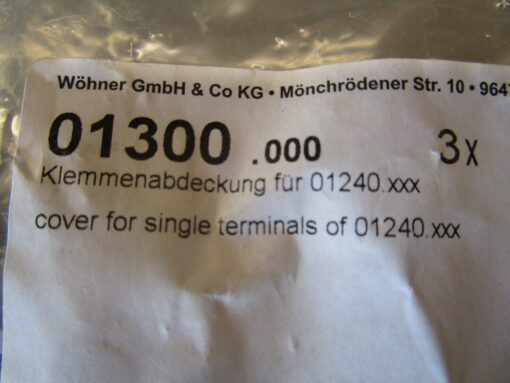 Wöhner GmbH & Co KG • Mönchrödener Str. 10 • 9647
01300 .000 3x
Klemmenabdeckung für 01240.xxx
cover for single terminals of 01240.xxx